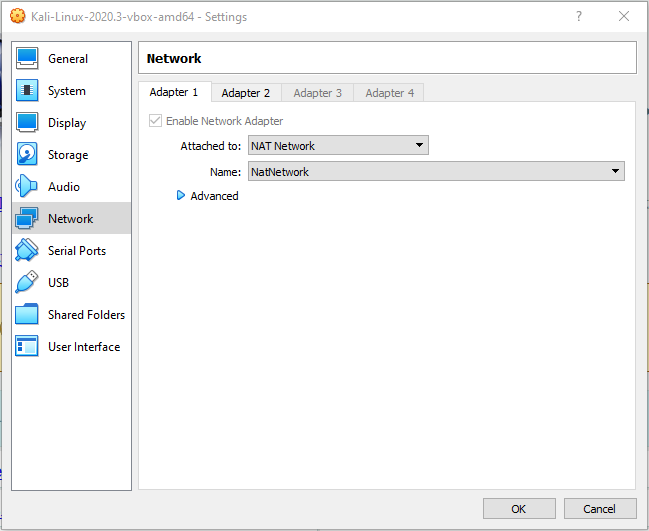 Kali-Linux-2020.3-vbox-amd64 - Settings
?
General
System
Display
Storage
Audio
Network
Serial Ports
USB
Shared Folders
User Interface
Network
Adapter 1 Adapter 2 Adapter 3 Adapter 4
Enable Network Adapter
Attached to: NAT Network
Name: NatNetwork
Advanced
OK Cancel